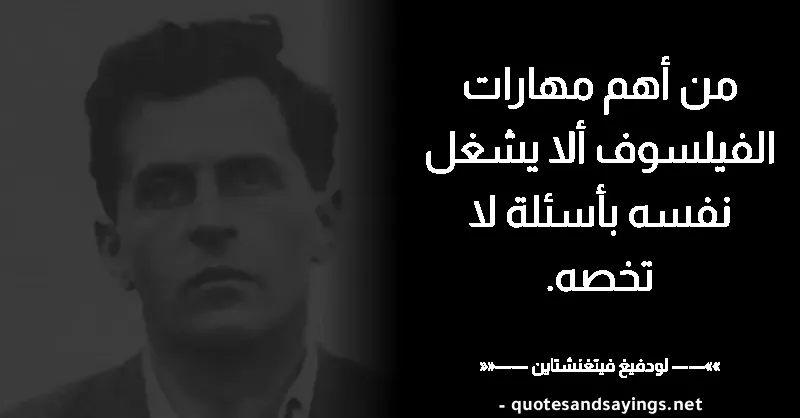 من أهم مهارات
الفيلسوف ألا يشغل
نفسه بأسئلة لا
تخصه.
»»—— لودفيغ فيتغنشتاين ——««
- quotesandsayings.net